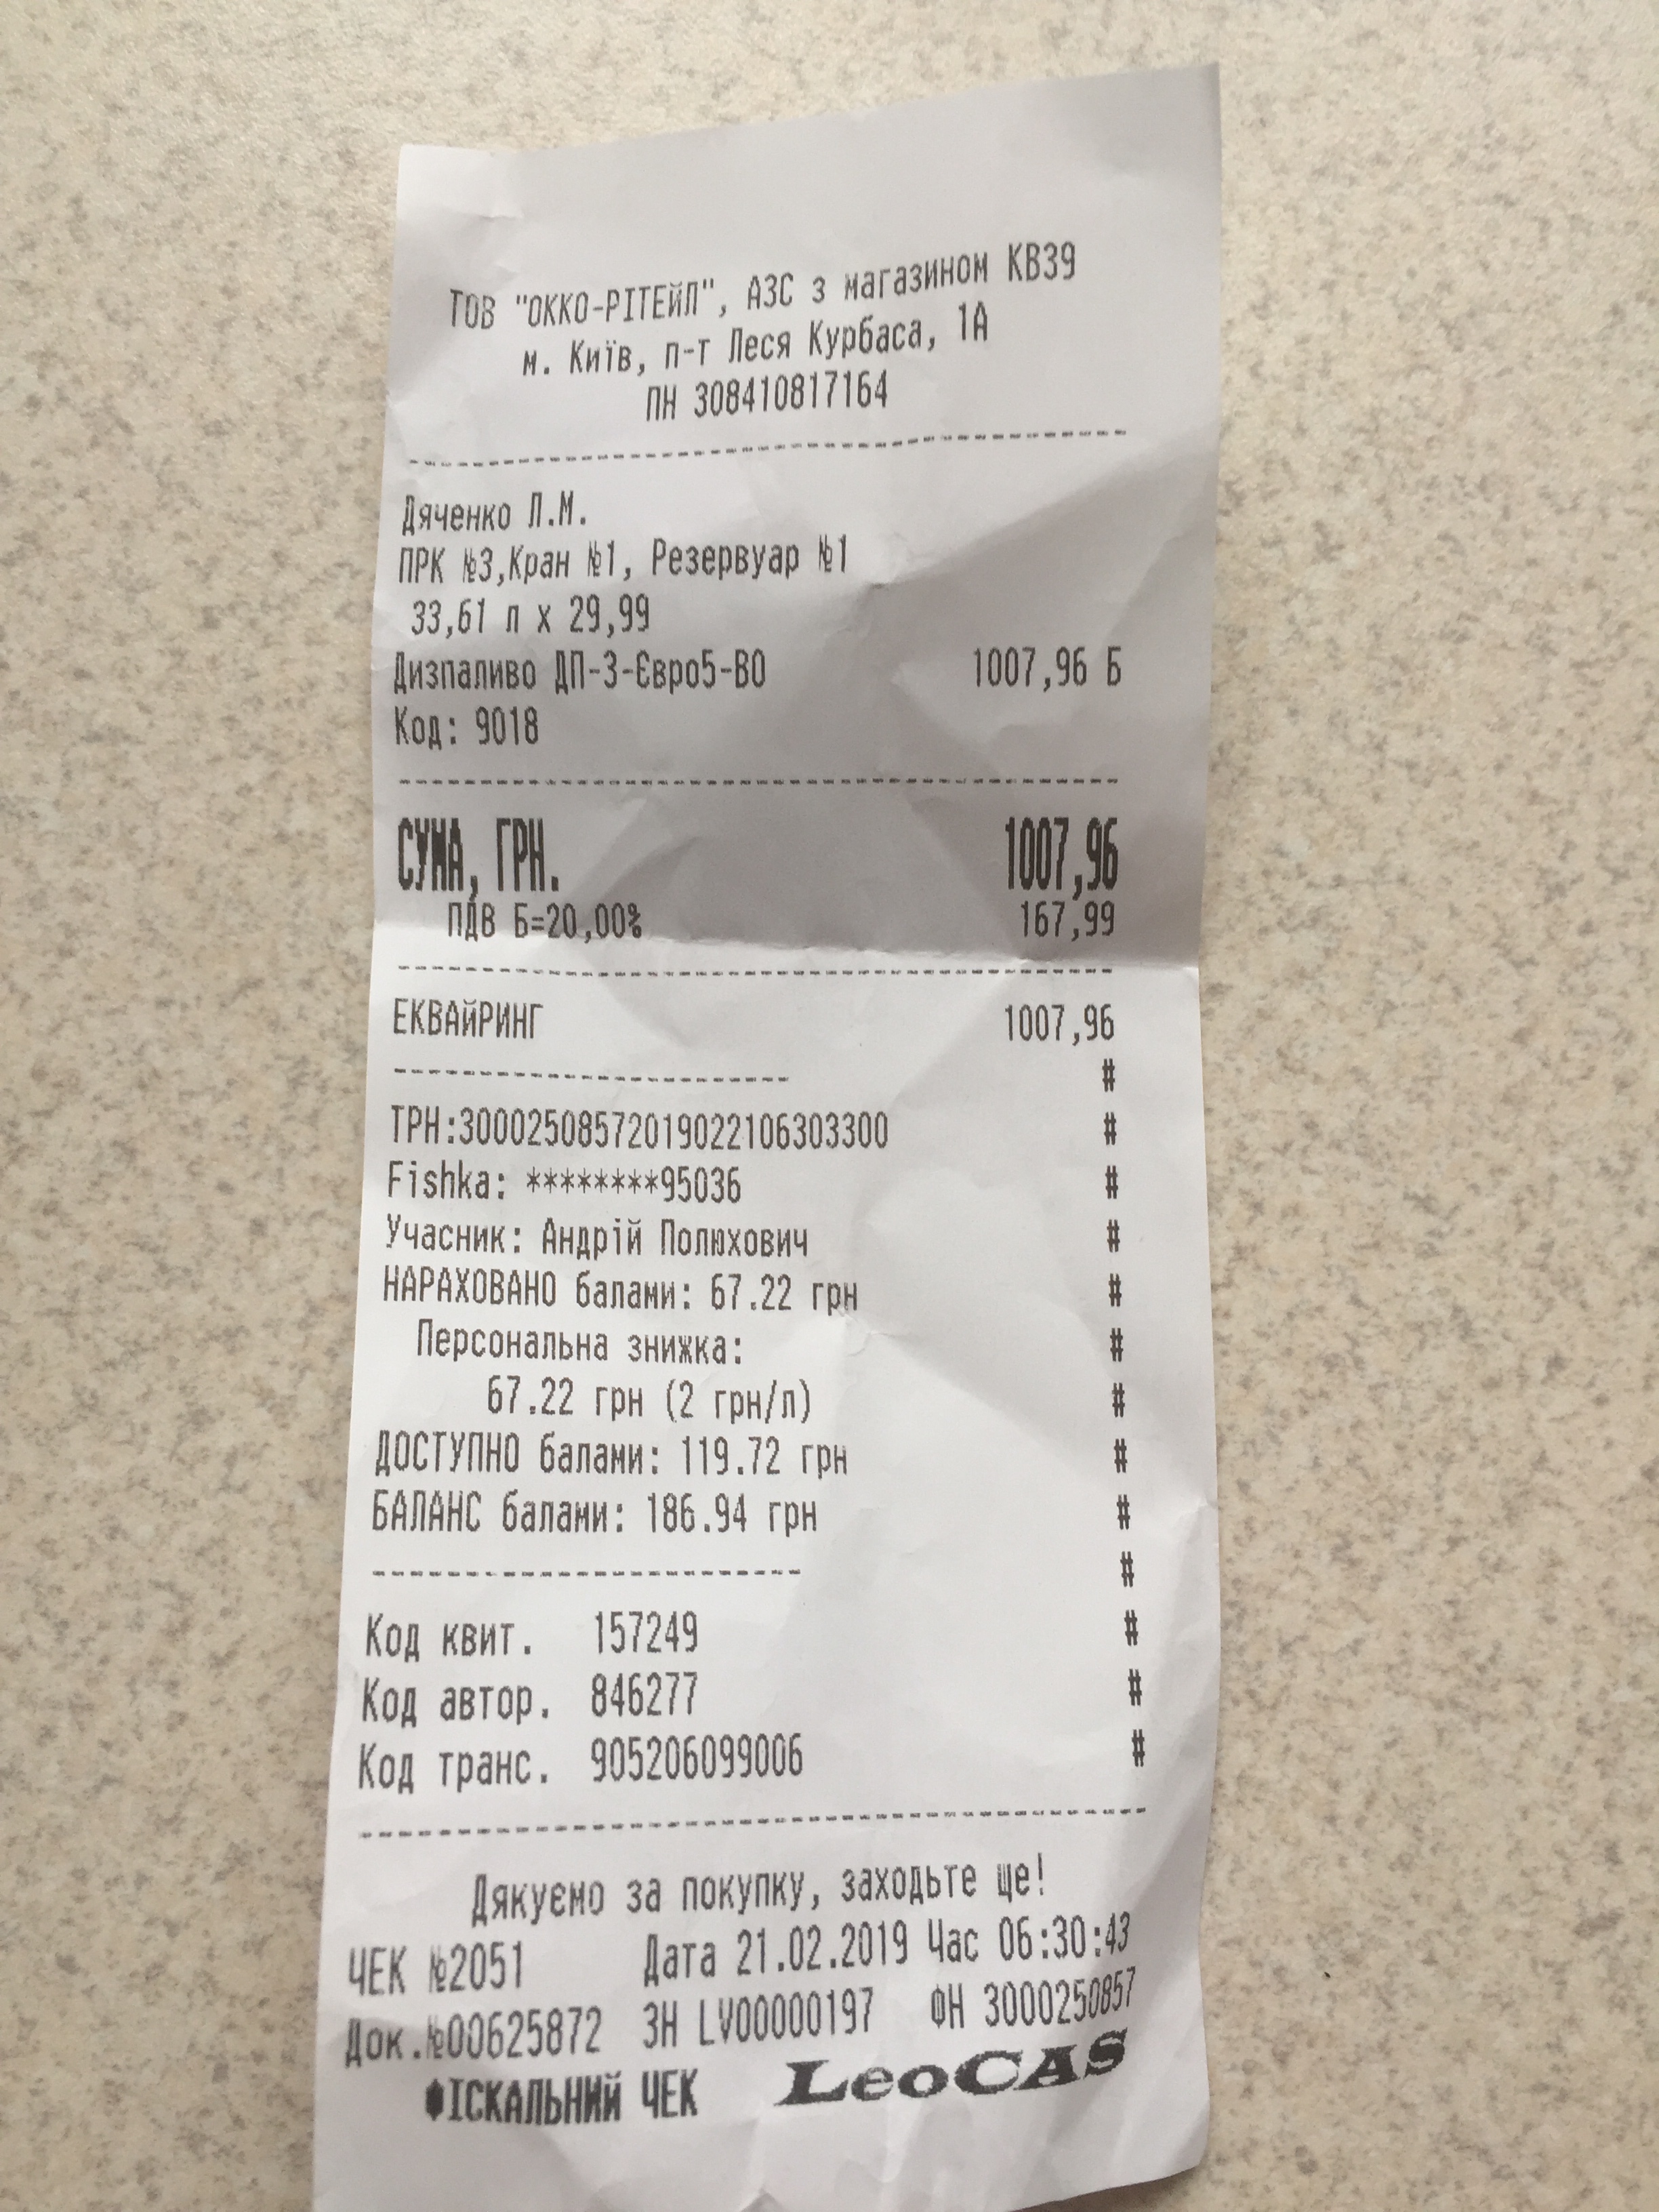 ТОВ "ОККО-РІТЕЙЛ", АЗС з магазином КВ39
м. Київ, п-т Леся Курбаса, 1А
ПН 308410817164
Дяченко Л.М.
ПРК №3,Кран №1, Резервуар №1
33,61 л х 29,99
Дизпаливо ДП-З-Євро5-ВО 1007,96 Б
Код: 9018
СУМА, ГРН. 1007,96
ПДВ Б=20,00% 167,99
ЕКВАЙРИНГ 1007,96
#
ТРН:300025085720190221063033​00 #
Fishka: ********95036 #
Учасник: Андрій Полюхович #
НАРАХОВАНО балами: 67.22 грн #
Персональна знижка: #
67.22 грн (2 грн/л) #
ДОСТУПНО балами: 119.72 грн #
БАЛАНС балами: 186.94 грн #
#
Код квит. 157249 #
Код автор. 846277 #
Код транс. 905206099006 #
Дякуємо за покупку, заходьте ще!
ЧЕК №2051 Дата 21.02.2019 Час 06:30:43
Док.№00625872 ЗН LV00000197 ФН 3000250857
ФІСКАЛЬНИЙ ЧЕК LeoCAS